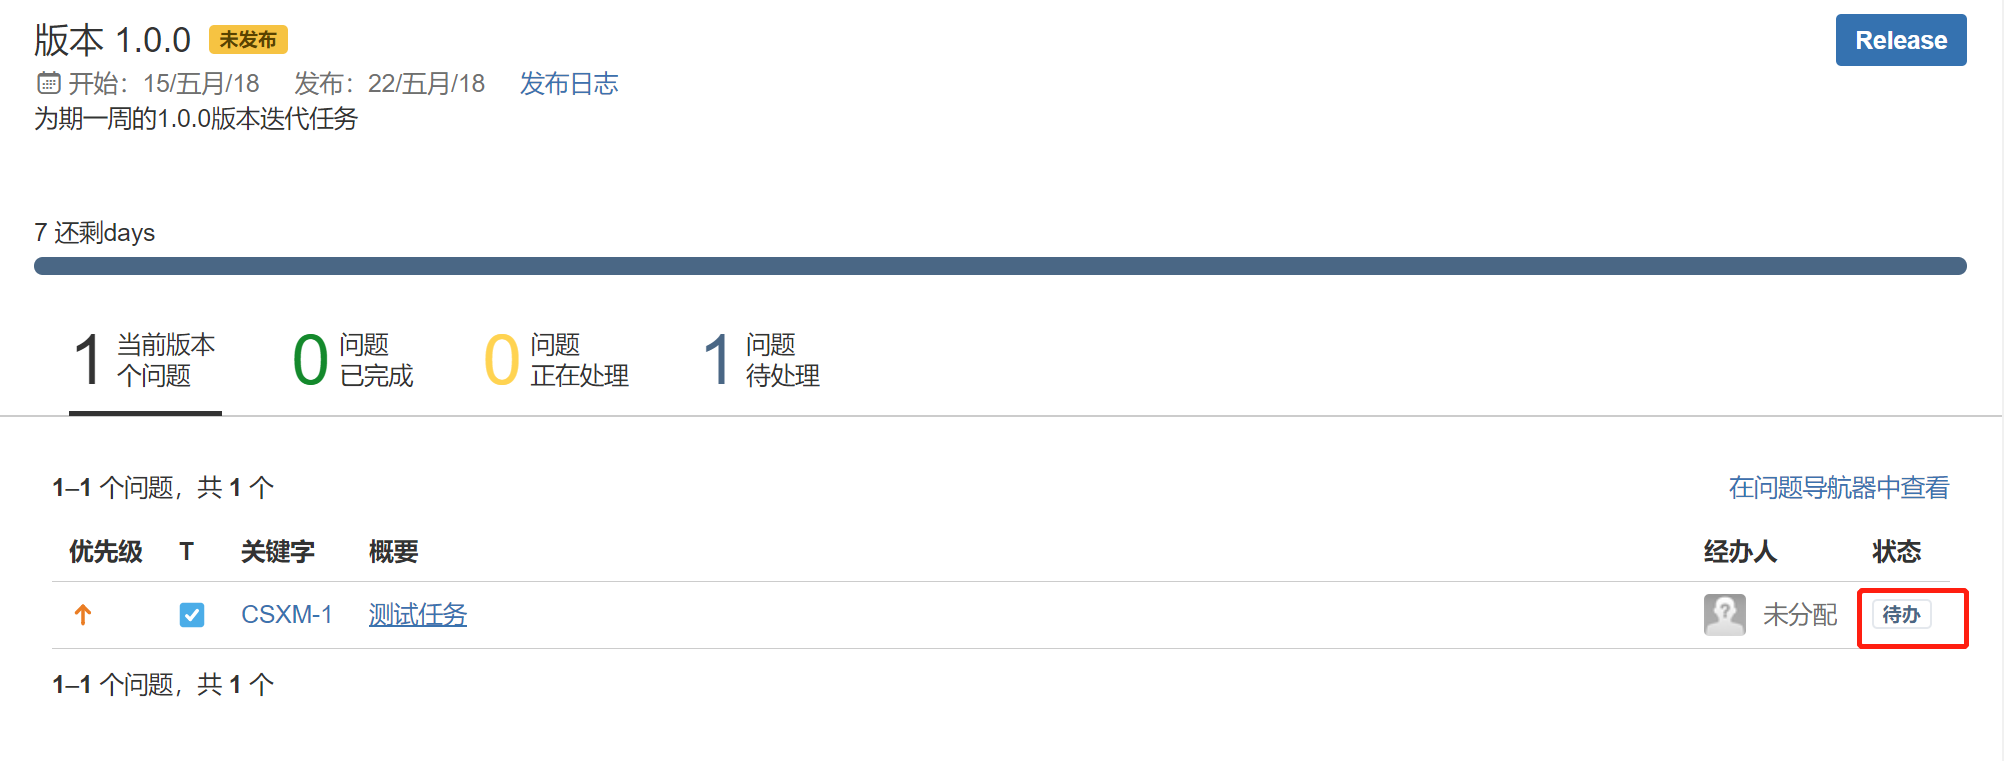 版本 1.0.0 未发布 Release
开始：15/五月/18 发布：22/五月/18 发布日志
为期一周的1.0.0版本迭代任务
7 还剩days
1 当前版本
个问题
0 问题
已完成
0 问题
正在处理
1 问题
待处理
1–1 个问题，共 1 个 在问题导航器中查看
优先级 T 关键字 概要 经办人 状态
CSXM-1 测试任务 未分配 待办
1–1 个问题，共 1 个